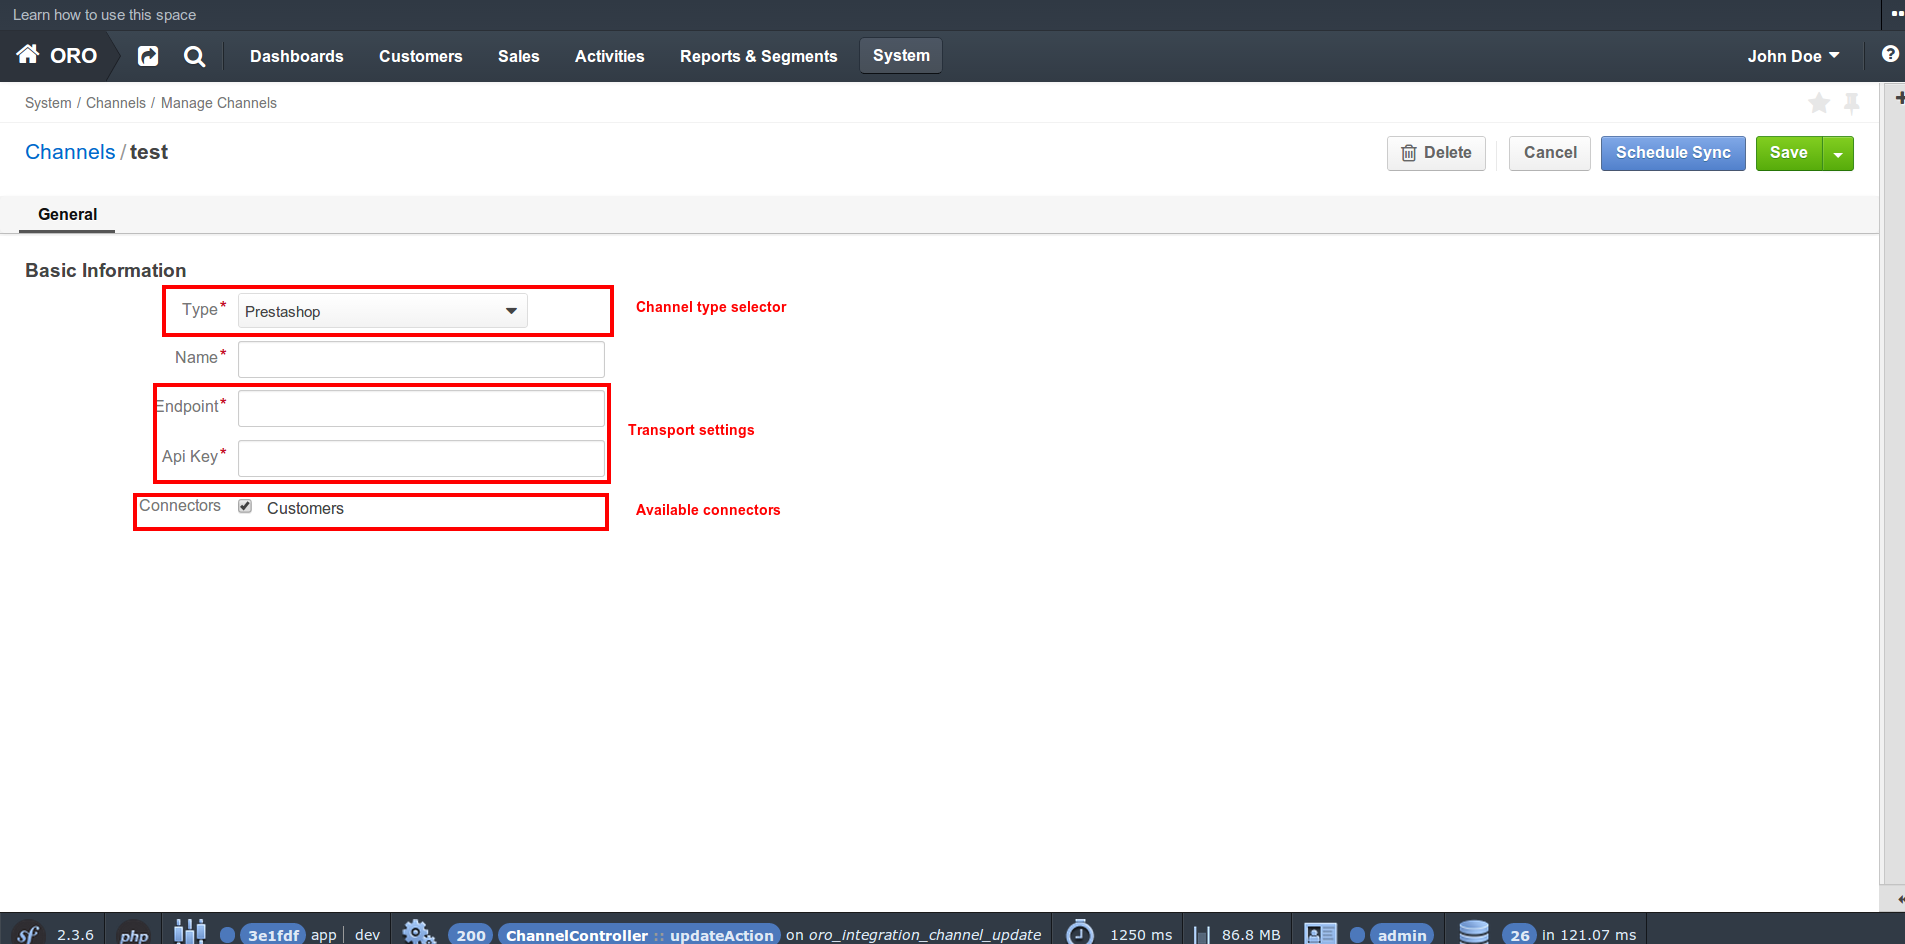 Learn how to use this space
ORO Dashboards Customers Sales Activities Reports & Segments System John Doe
System / Channels / Manage Channels
Channels / test Delete Cancel Schedule Sync Save
General
Basic Information
Type* Prestashop Channel type selector
Name*
Endpoint*
Transport settings
Api Key*
Connectors Customers Available connectors
sf 2.3.6 php 3e1fdf app | dev 200 ChannelController :: updateAction on oro_integration_channel_update 1250 ms 86.8 MB admin 26 in 121.07 ms